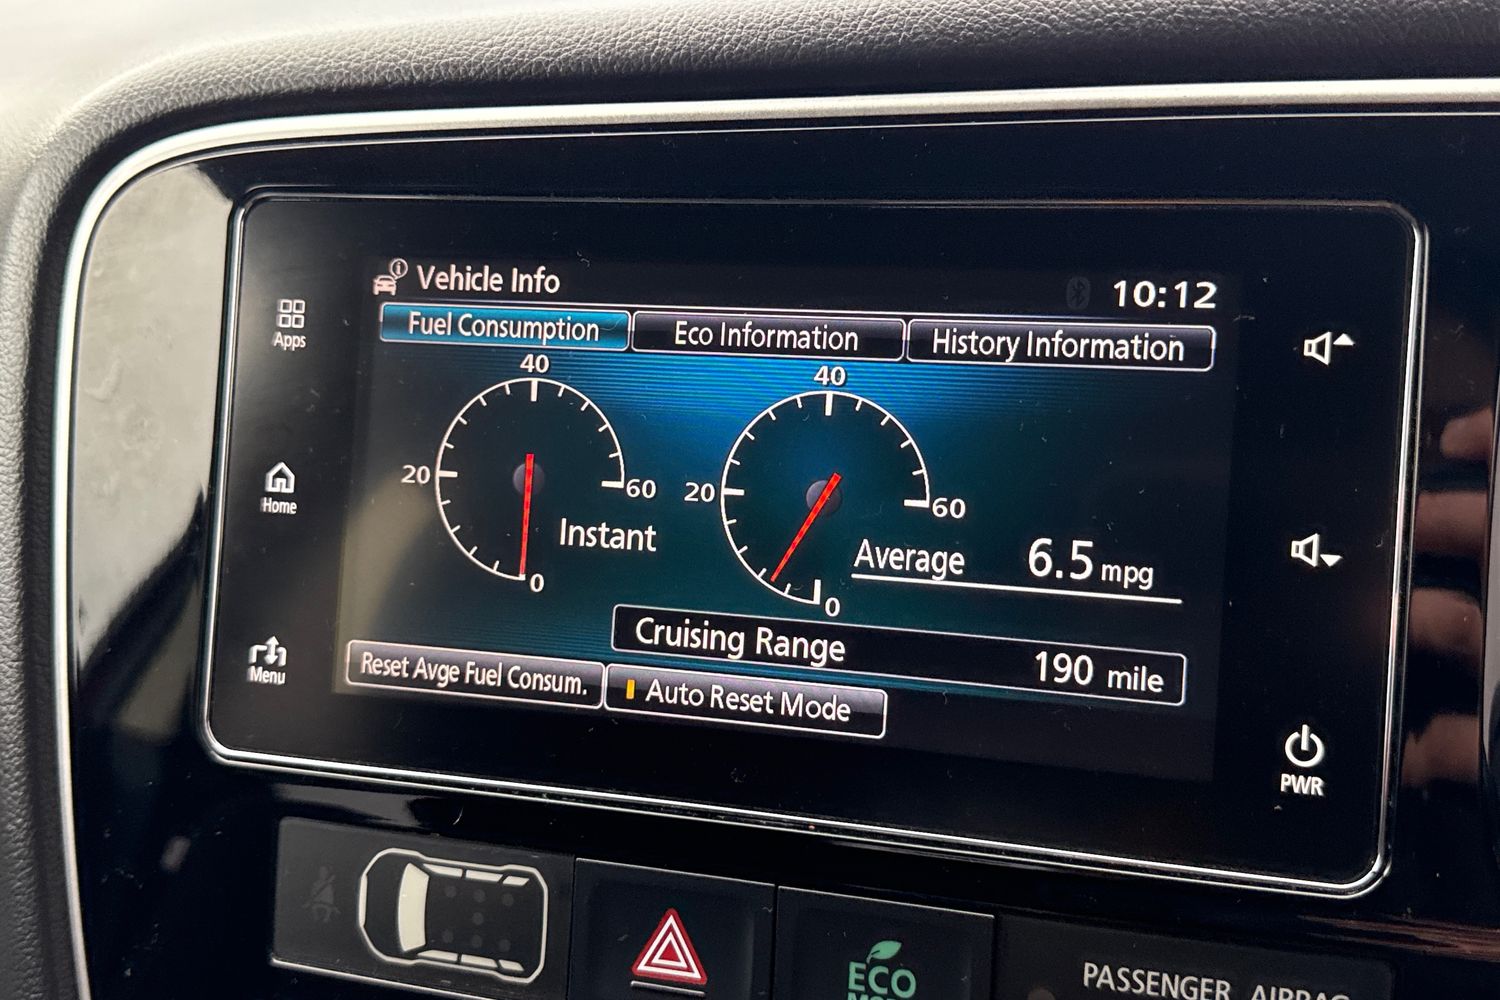 Vehicle Info
10:12
Apps
Fuel Consumption
Eco Information
History Information
40
40
20
60
20
60
Home
Instant
Average
6.5 mpg
0
0
Cruising Range
190 mile
Menu
Reset Avge Fuel Consum.
Auto Reset Mode
PWR
ECO
PASSENGER AIRBAG